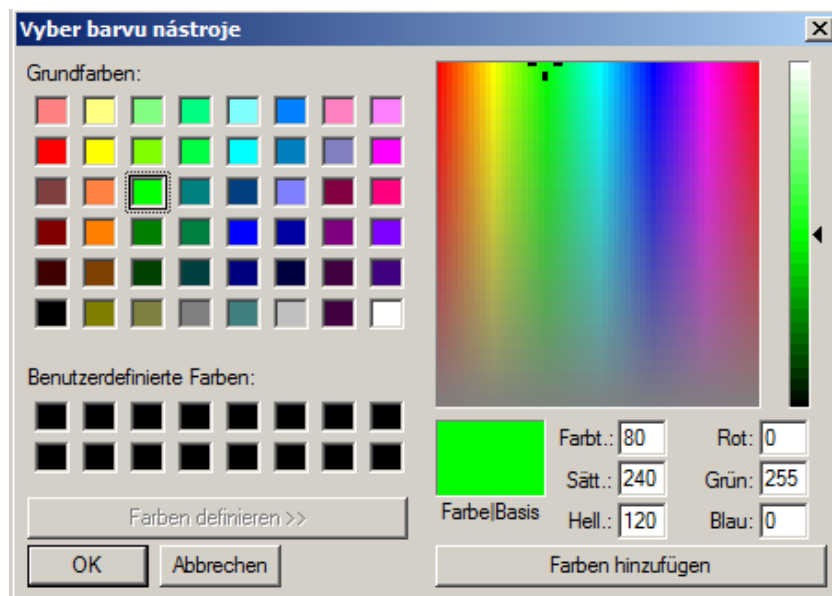 Vyber barvu nástroje
Grundfarben:
Benutzerdefinierte Farben:
Farben definieren >>
OK
Abbrechen
Farbe|Basis
Farbt.: 80
Sätt.: 240
Hell.: 120
Rot: 0
Grün: 255
Blau: 0
Farben hinzufügen